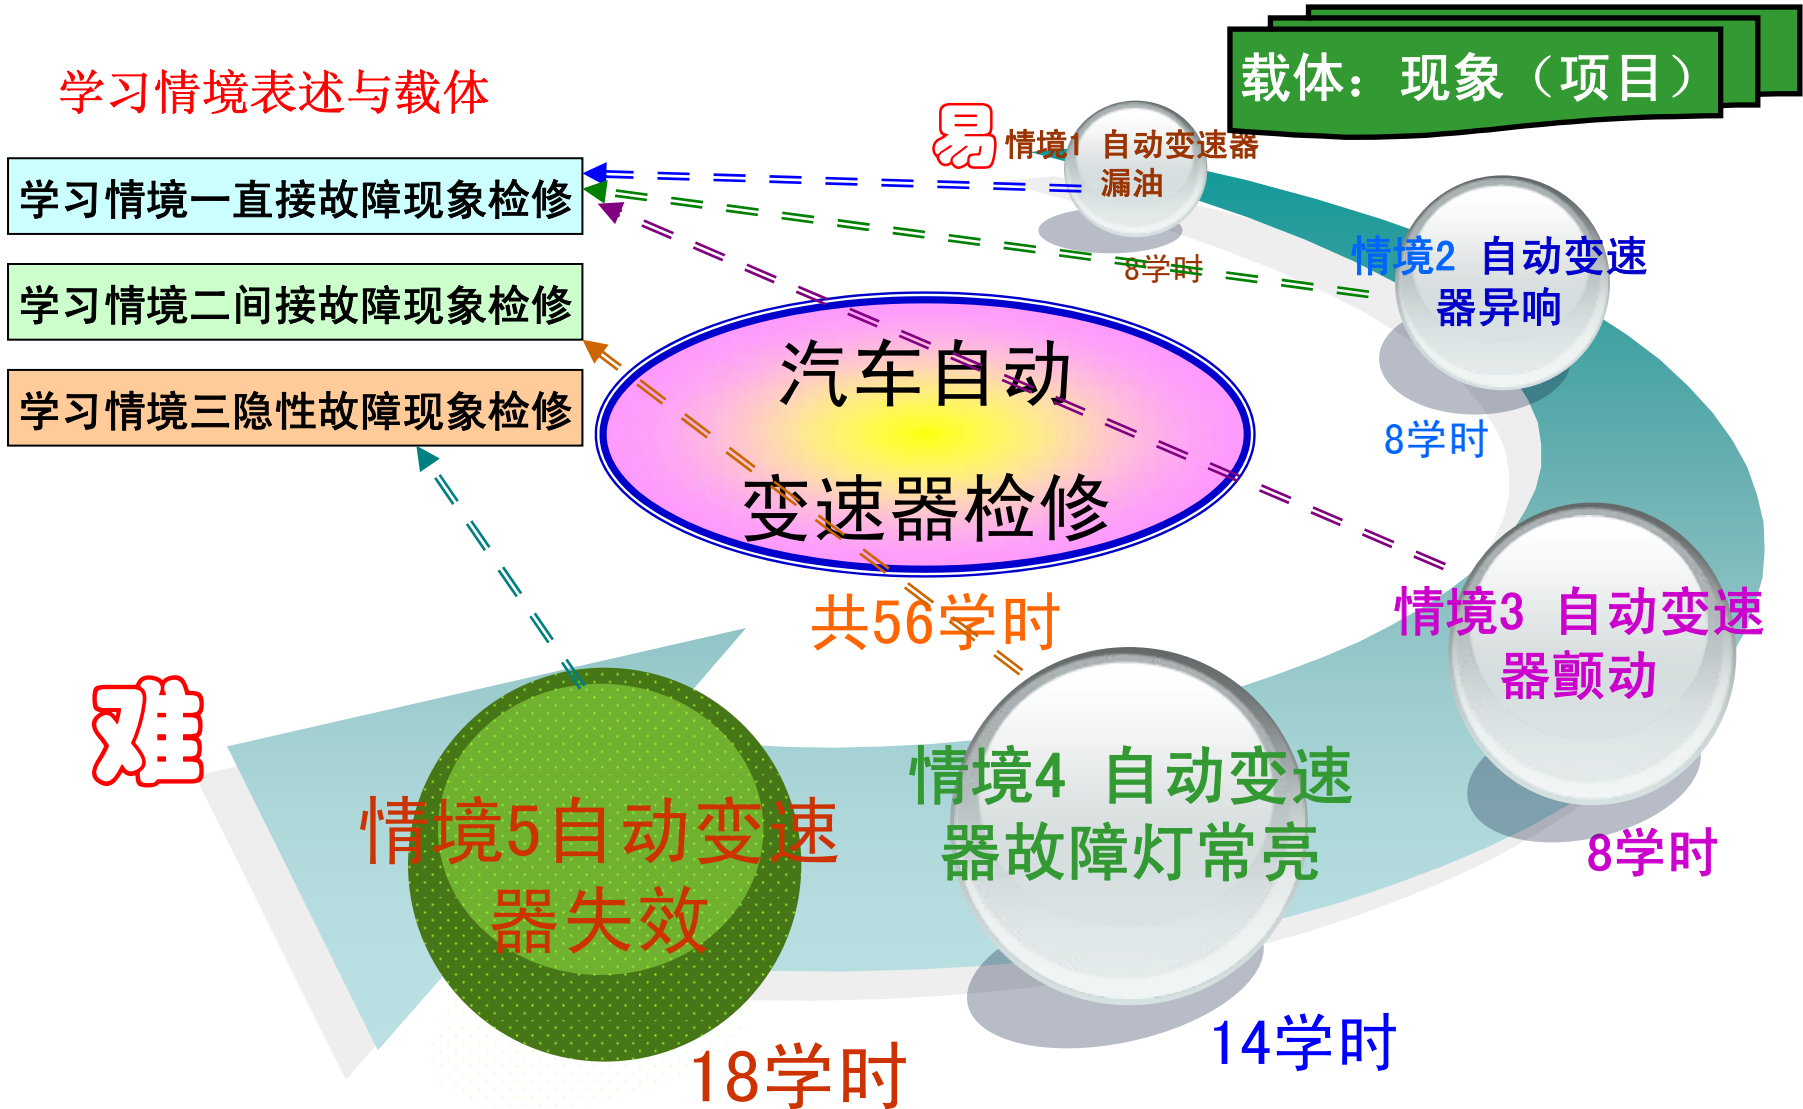 载体：现象（项目）
学习情境表述与载体
易
情境1 自动变速器
漏油
8学时
学习情境一直接故障现象检修
学习情境二间接故障现象检修
学习情境三隐性故障现象检修
情境2 自动变速
器异响
8学时
汽车自动
变速器检修
共56学时
情境3 自动变速
器颤动
8学时
难
情境4 自动变速
器故障灯常亮
14学时
情境5自动变速
器失效
18学时